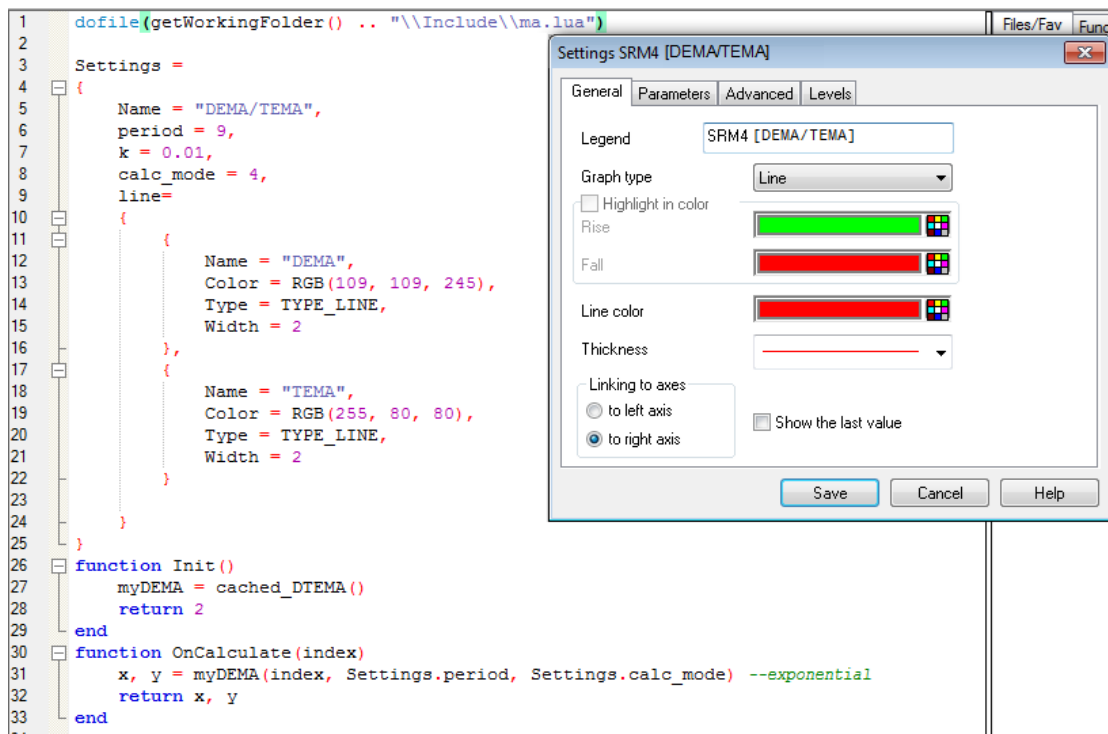 1 dofile(getWorkingFolder() .. "\\Include\\ma.lua")
2
3 Settings =
4 {
5 Name = "DEMA/TEMA",
6 period = 9,
7 k = 0.01,
8 calc_mode = 4,
9 line=
10 {
11 {
12 Name = "DEMA",
13 Color = RGB(109, 109, 245),
14 Type = TYPE_LINE,
15 Width = 2
16 },
17 {
18 Name = "TEMA",
19 Color = RGB(255, 80, 80),
20 Type = TYPE_LINE,
21 Width = 2
22 }
23
24 }
25 }
26 function Init()
27 myDEMA = cached_DTEMA()
28 return 2
29 end
30 function OnCalculate(index)
31 x, y = myDEMA(index, Settings.period, Settings.calc_mode) --exponential
32 return x, y
33 end
Files/Fav Func
Settings SRM4 [DEMA/TEMA]
General Parameters Advanced Levels
Legend SRM4 [DEMA/TEMA]
Graph type Line
Highlight in color
Rise
Fall
Line color
Thickness
Linking to axes
to left axis
to right axis
Show the last value
Save Cancel Help